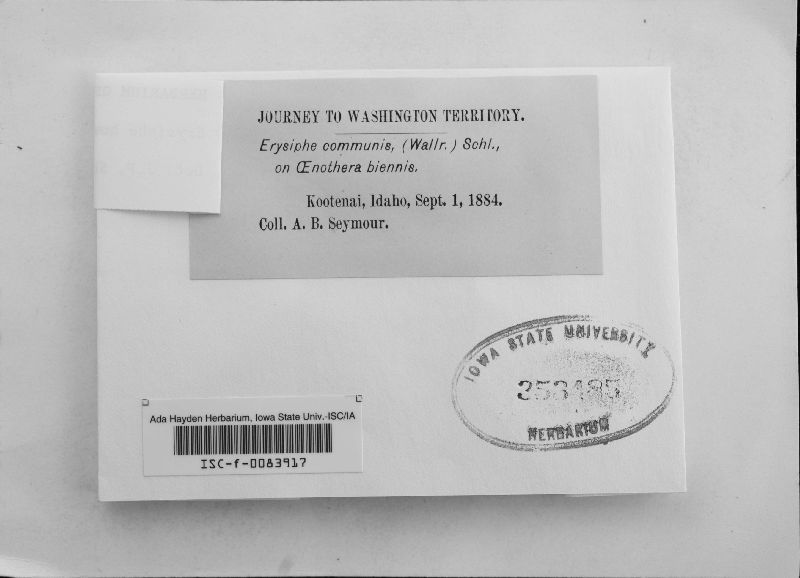 JOURNEY TO WASHINGTON TERRITORY.
Erysiphe communis, (Wallr.) Schl.,
on Œnothera biennis.
Kootenai, Idaho, Sept. 1, 1884.
Coll. A. B. Seymour.
IOWA STATE UNIVERSITY
353485
HERBARIUM
Ada Hayden Herbarium, Iowa State Univ.-ISC/IA
ISC-f-0083917